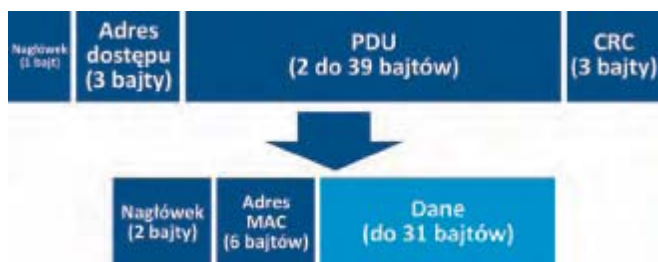 Nagłówek
(1 bajt)
Adres
dostępu
(3 bajty)
PDU
(2 do 39 bajtów)
CRC
(3 bajty)
Nagłówek
(2 bajty)
Adres
MAC
(6 bajtów)
Dane
(do 31 bajtów)